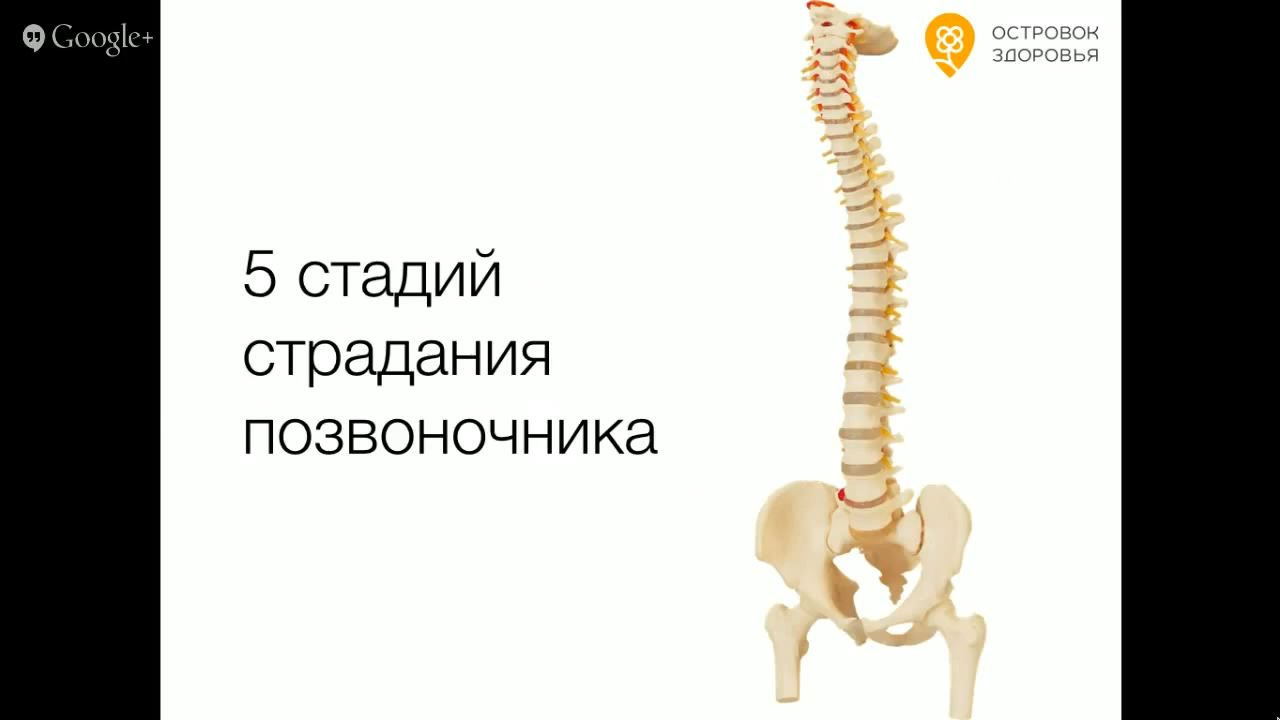 Google+
ОСТРОВОК
ЗДОРОВЬЯ
5 стадий
страдания
позвоночника